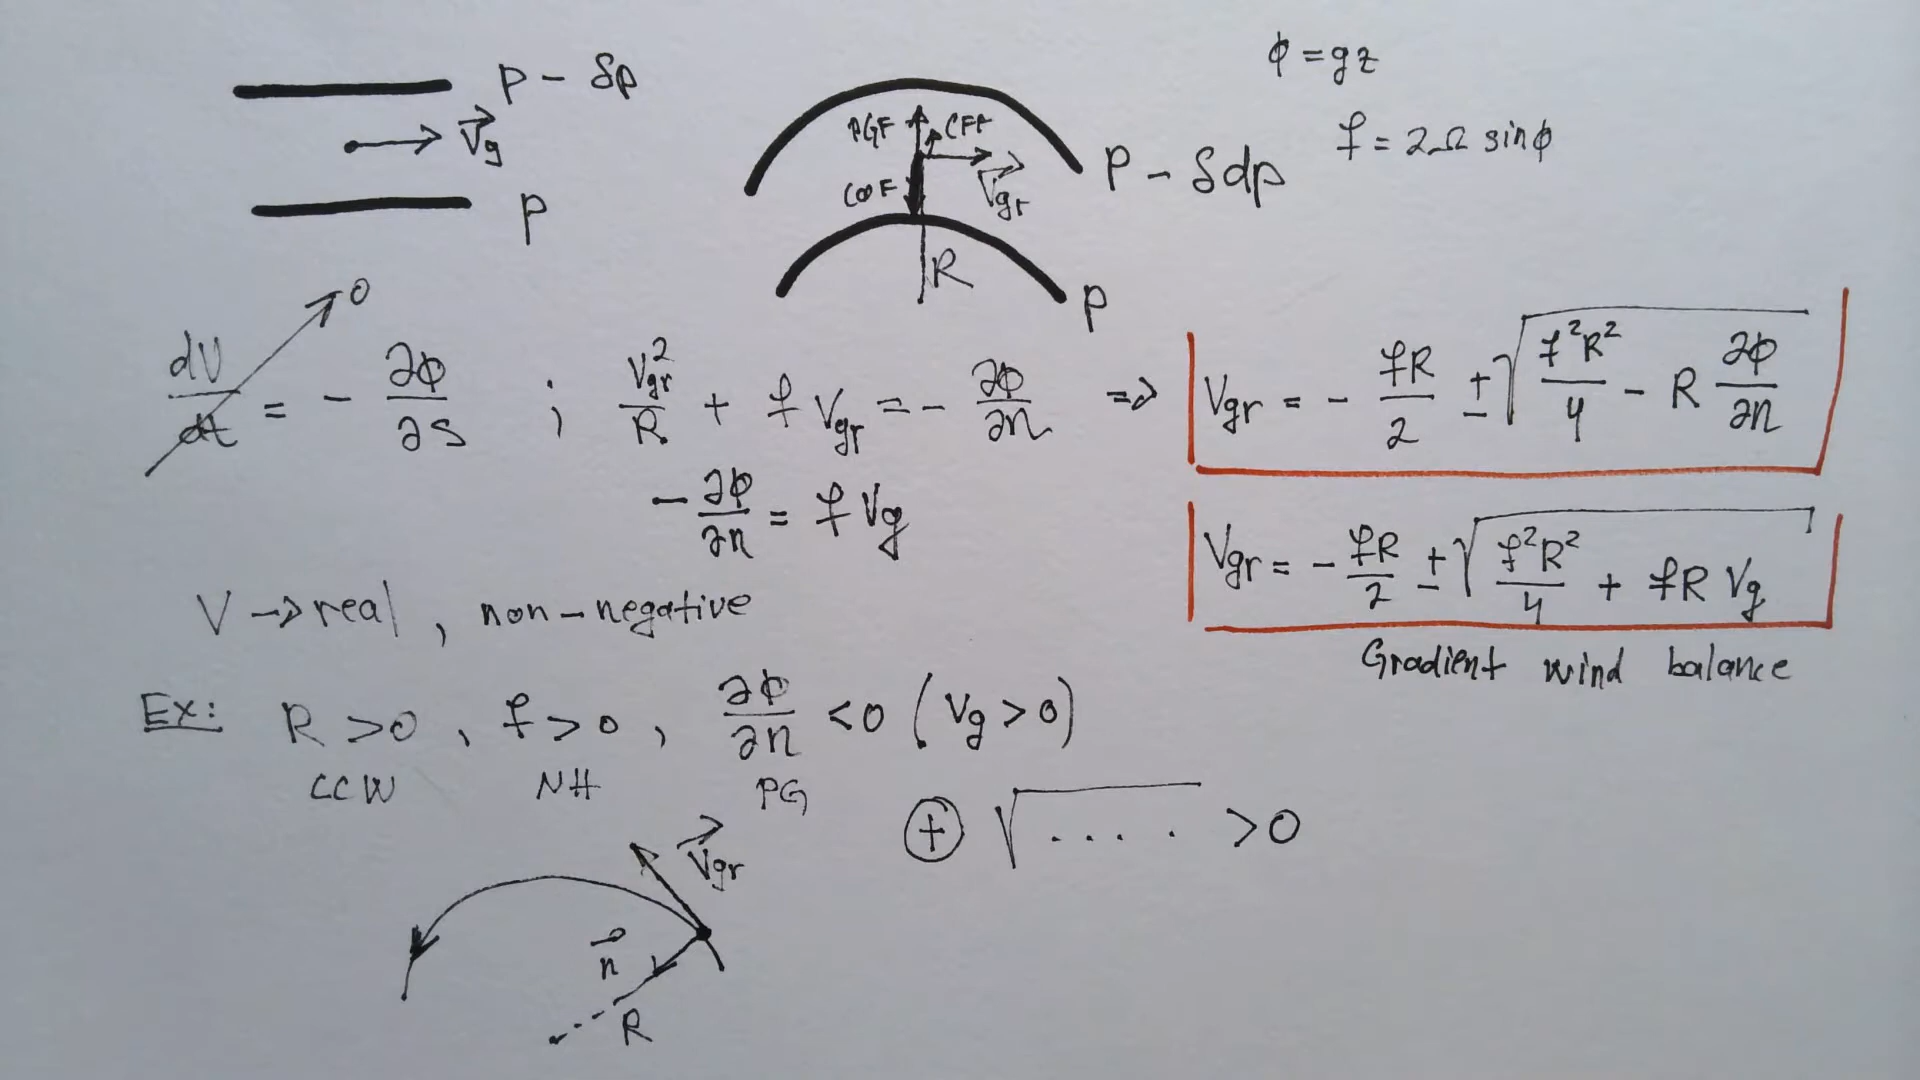 p - δp
V⃗g
p
PGF CFF
COF V⃗gr
P - δdp
R
p
ϕ = gz
f = 2Ω sinϕ
dV/dt = - ∂ϕ/∂s ; Vgr²/R + f Vgr = - ∂ϕ/∂n => Vgr = - fR/2 ± √(f²R²/4 - R ∂ϕ/∂n)
0
- ∂ϕ/∂n = f Vg
Vgr = - fR/2 ± √(f²R²/4 + fR Vg)
Gradient wind balance
V → real, non-negative
Ex: R > 0, f > 0, ∂ϕ/∂n < 0 (Vg > 0)
CCW NH PG
⊕ √.... > 0
V⃗gr
n⃗
R